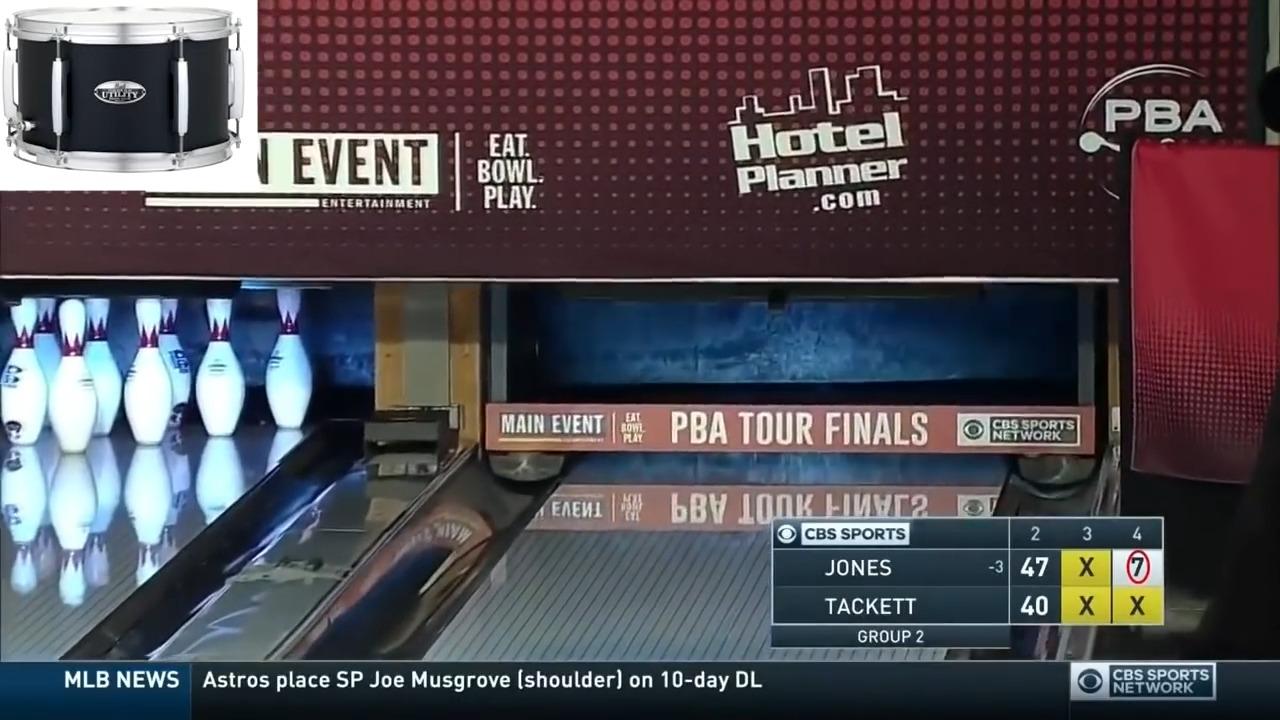 UTILITY
N EVENT
ENTERTAINMENT
EAT.
BOWL.
PLAY.
Hotel
Planner
.com
PBA
MAIN EVENT
EAT.
BOWL.
PLAY
PBA TOUR FINALS
CBS SPORTS
NETWORK
CBS SPORTS 2 3 4
JONES -3 47 X 7
TACKETT 40 X X
GROUP 2
MLB NEWS Astros place SP Joe Musgrove (shoulder) on 10-day DL
CBS SPORTS
NETWORK